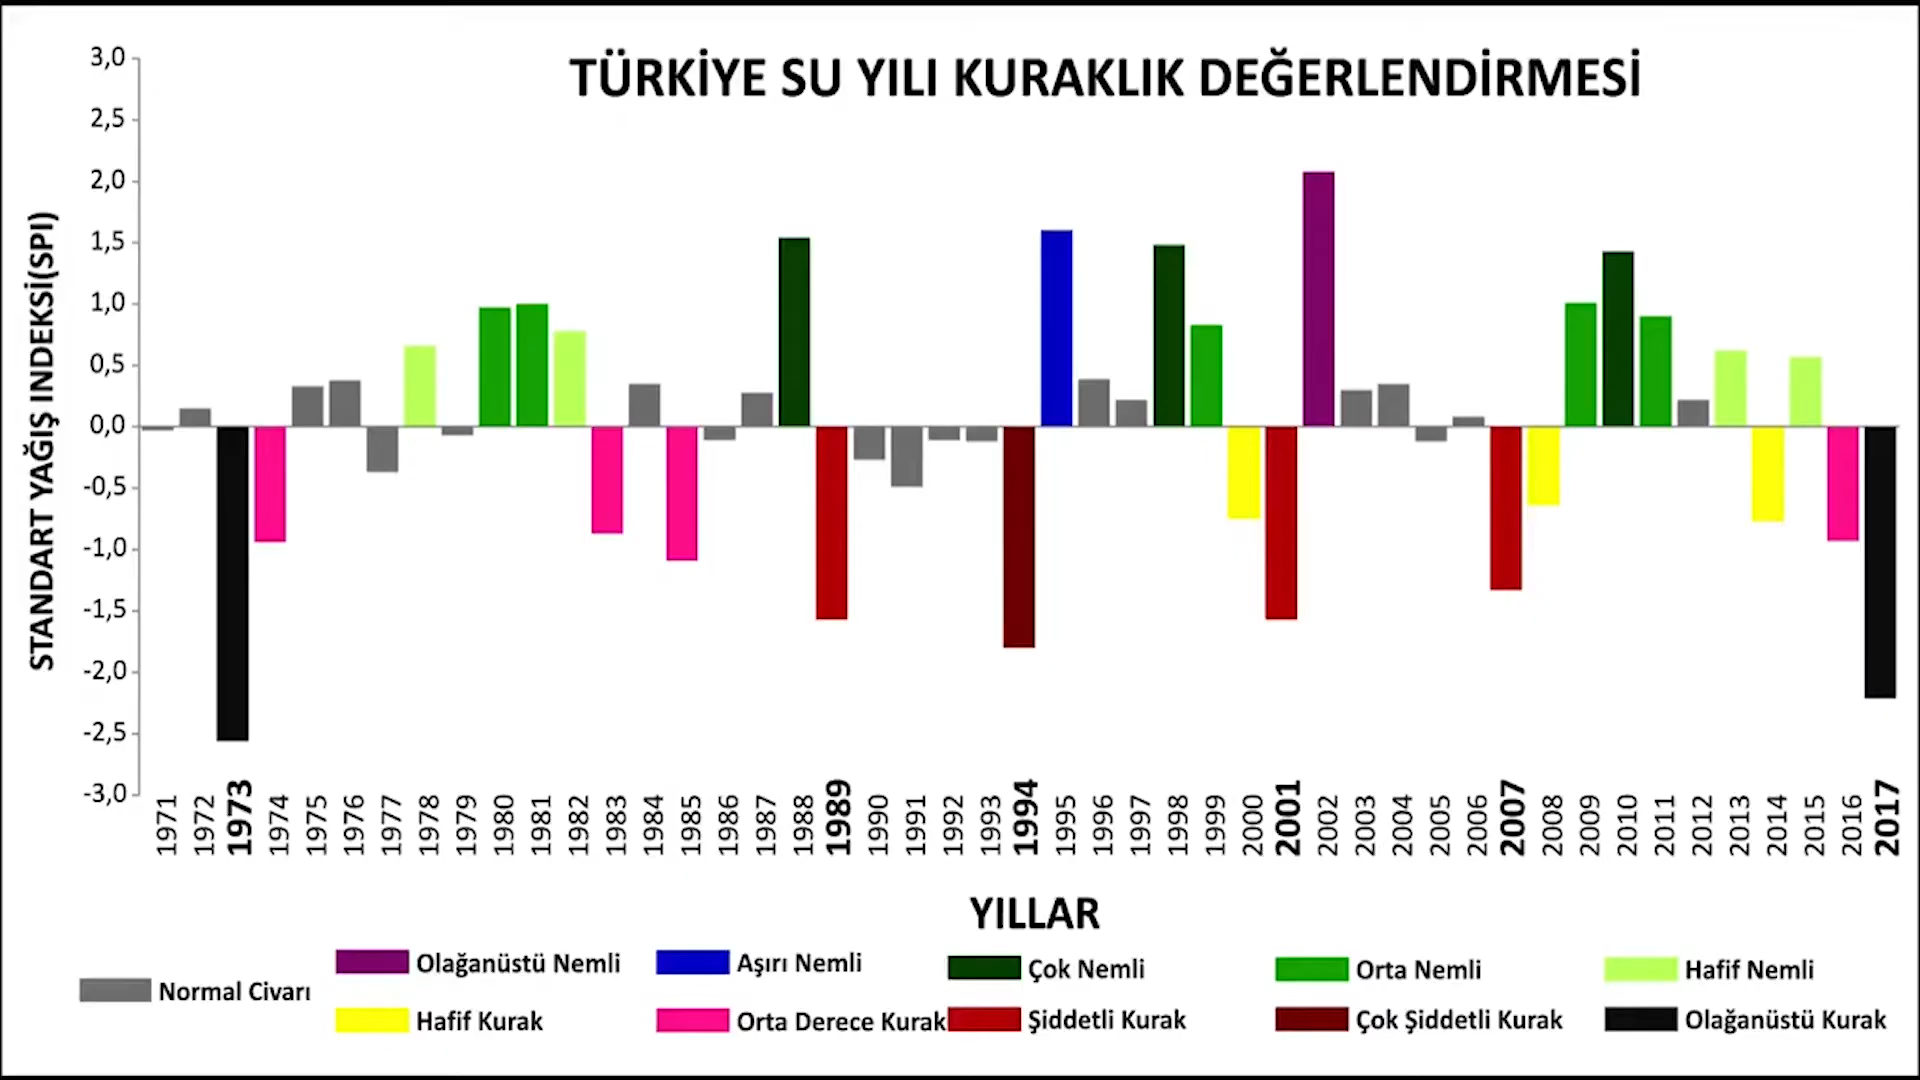 TÜRKİYE SU YILI KURAKLIK DEĞERLENDİRMESİ
STANDART YAĞIŞ INDEKSİ(SPI)
3,0
2,5
2,0
1,5
1,0
0,5
0,0
-0,5
-1,0
-1,5
-2,0
-2,5
-3,0
1971 1972 1973 1974 1975 1976 1977 1978 1979 1980 1981 1982 1983 1984 1985 1986 1987 1988 1989 1990 1991 1992 1993 1994 1995 1996 1997 1998 1999 2000 2001 2002 2003 2004 2005 2006 2007 2008 2009 2010 2011 2012 2013 2014 2015 2016 2017
YILLAR
Normal Civarı
Olağanüstü Nemli Aşırı Nemli Çok Nemli Orta Nemli Hafif Nemli
Hafif Kurak Orta Derece Kurak Şiddetli Kurak Çok Şiddetli Kurak Olağanüstü Kurak